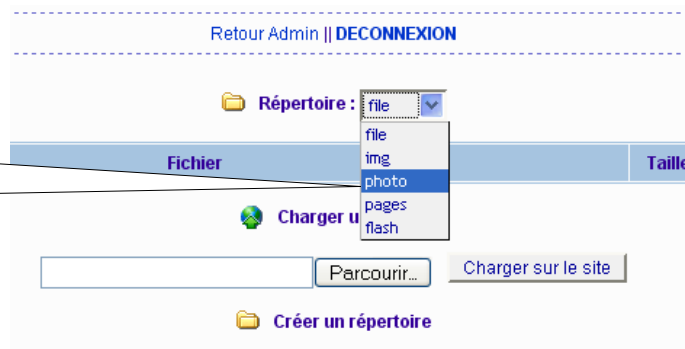 Retour Admin || DECONNEXION
Répertoire : file
file
img
Fichier
Taille
photo
pages
Charger u
flash
Parcourir...
Charger sur le site
Créer un répertoire